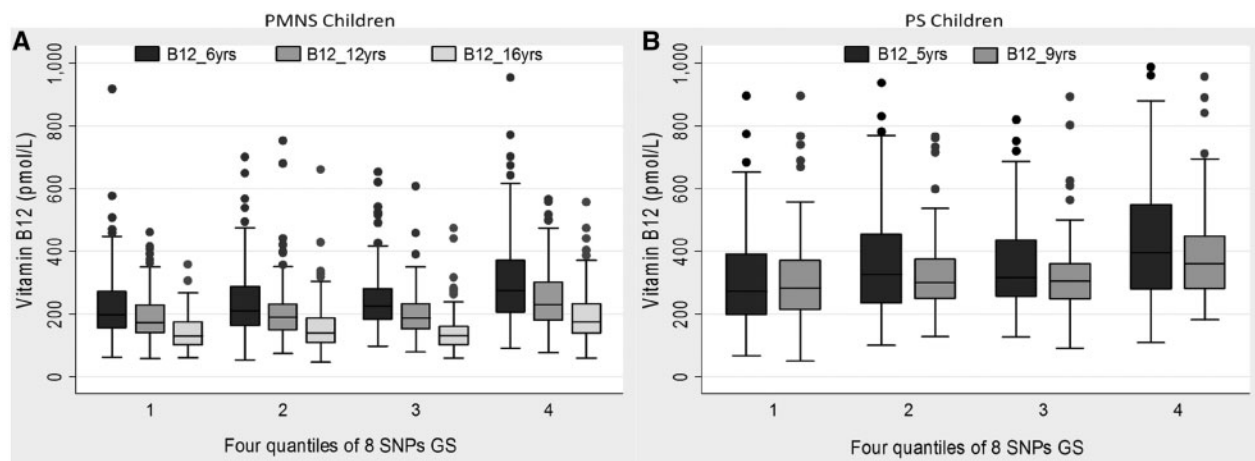 PMNS Children
A
B12_6yrs B12_12yrs B12_16yrs
Vitamin B12 (pmol/L)
1,000
800
600
400
200
0
1 2 3 4
Four quantiles of 8 SNPs GS
PS Children
B
B12_5yrs B12_9yrs
Vitamin B12 (pmol/L)
1,000
800
600
400
200
0
1 2 3 4
Four quantiles of 8 SNPs GS